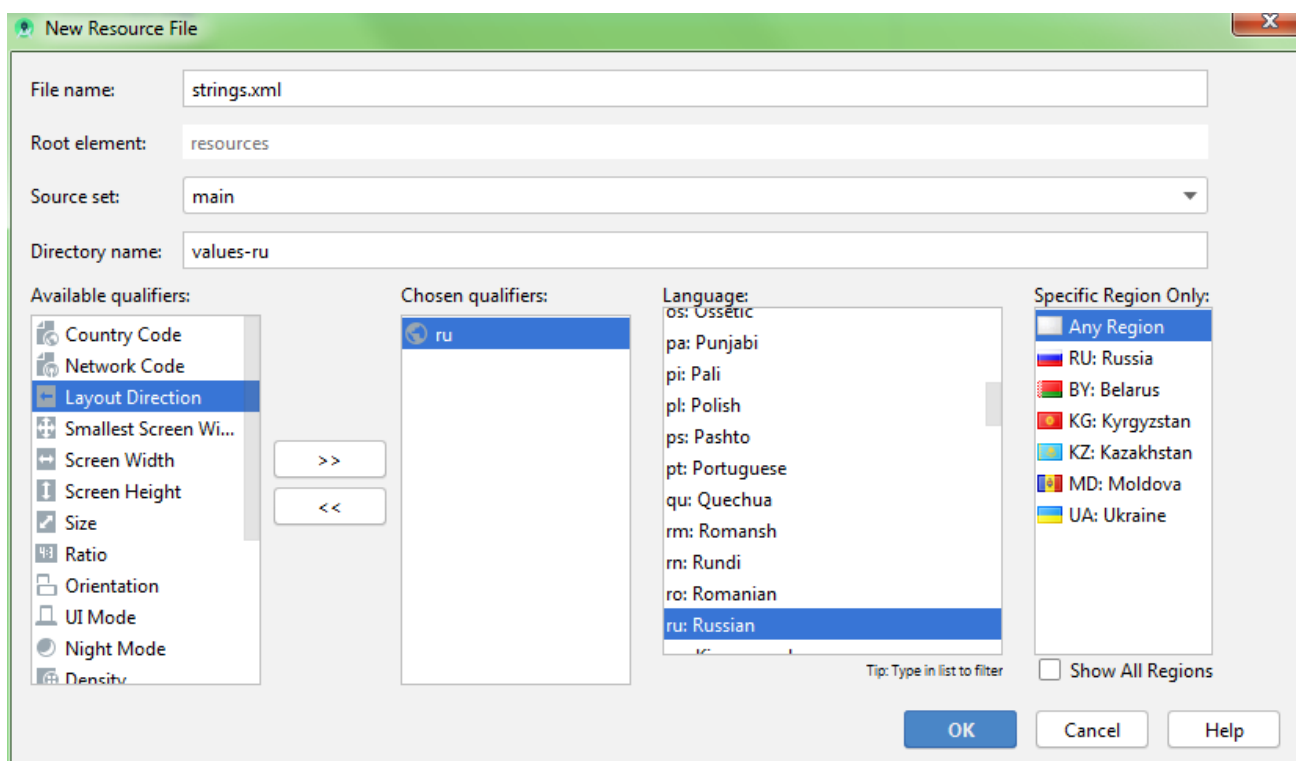 New Resource File
File name:
strings.xml
Root element:
resources
Source set:
main
Directory name:
values-ru
Available qualifiers:
Country Code
Network Code
Layout Direction
Smallest Screen Wi...
Screen Width
Screen Height
Size
Ratio
Orientation
UI Mode
Night Mode
Density
>>
<<
Chosen qualifiers:
ru
Language:
os: Ossetic
pa: Punjabi
pi: Pali
pl: Polish
ps: Pashto
pt: Portuguese
qu: Quechua
rm: Romansh
rn: Rundi
ro: Romanian
ru: Russian
Tip: Type in list to filter
Specific Region Only:
Any Region
RU: Russia
BY: Belarus
KG: Kyrgyzstan
KZ: Kazakhstan
MD: Moldova
UA: Ukraine
Show All Regions
OK
Cancel
Help